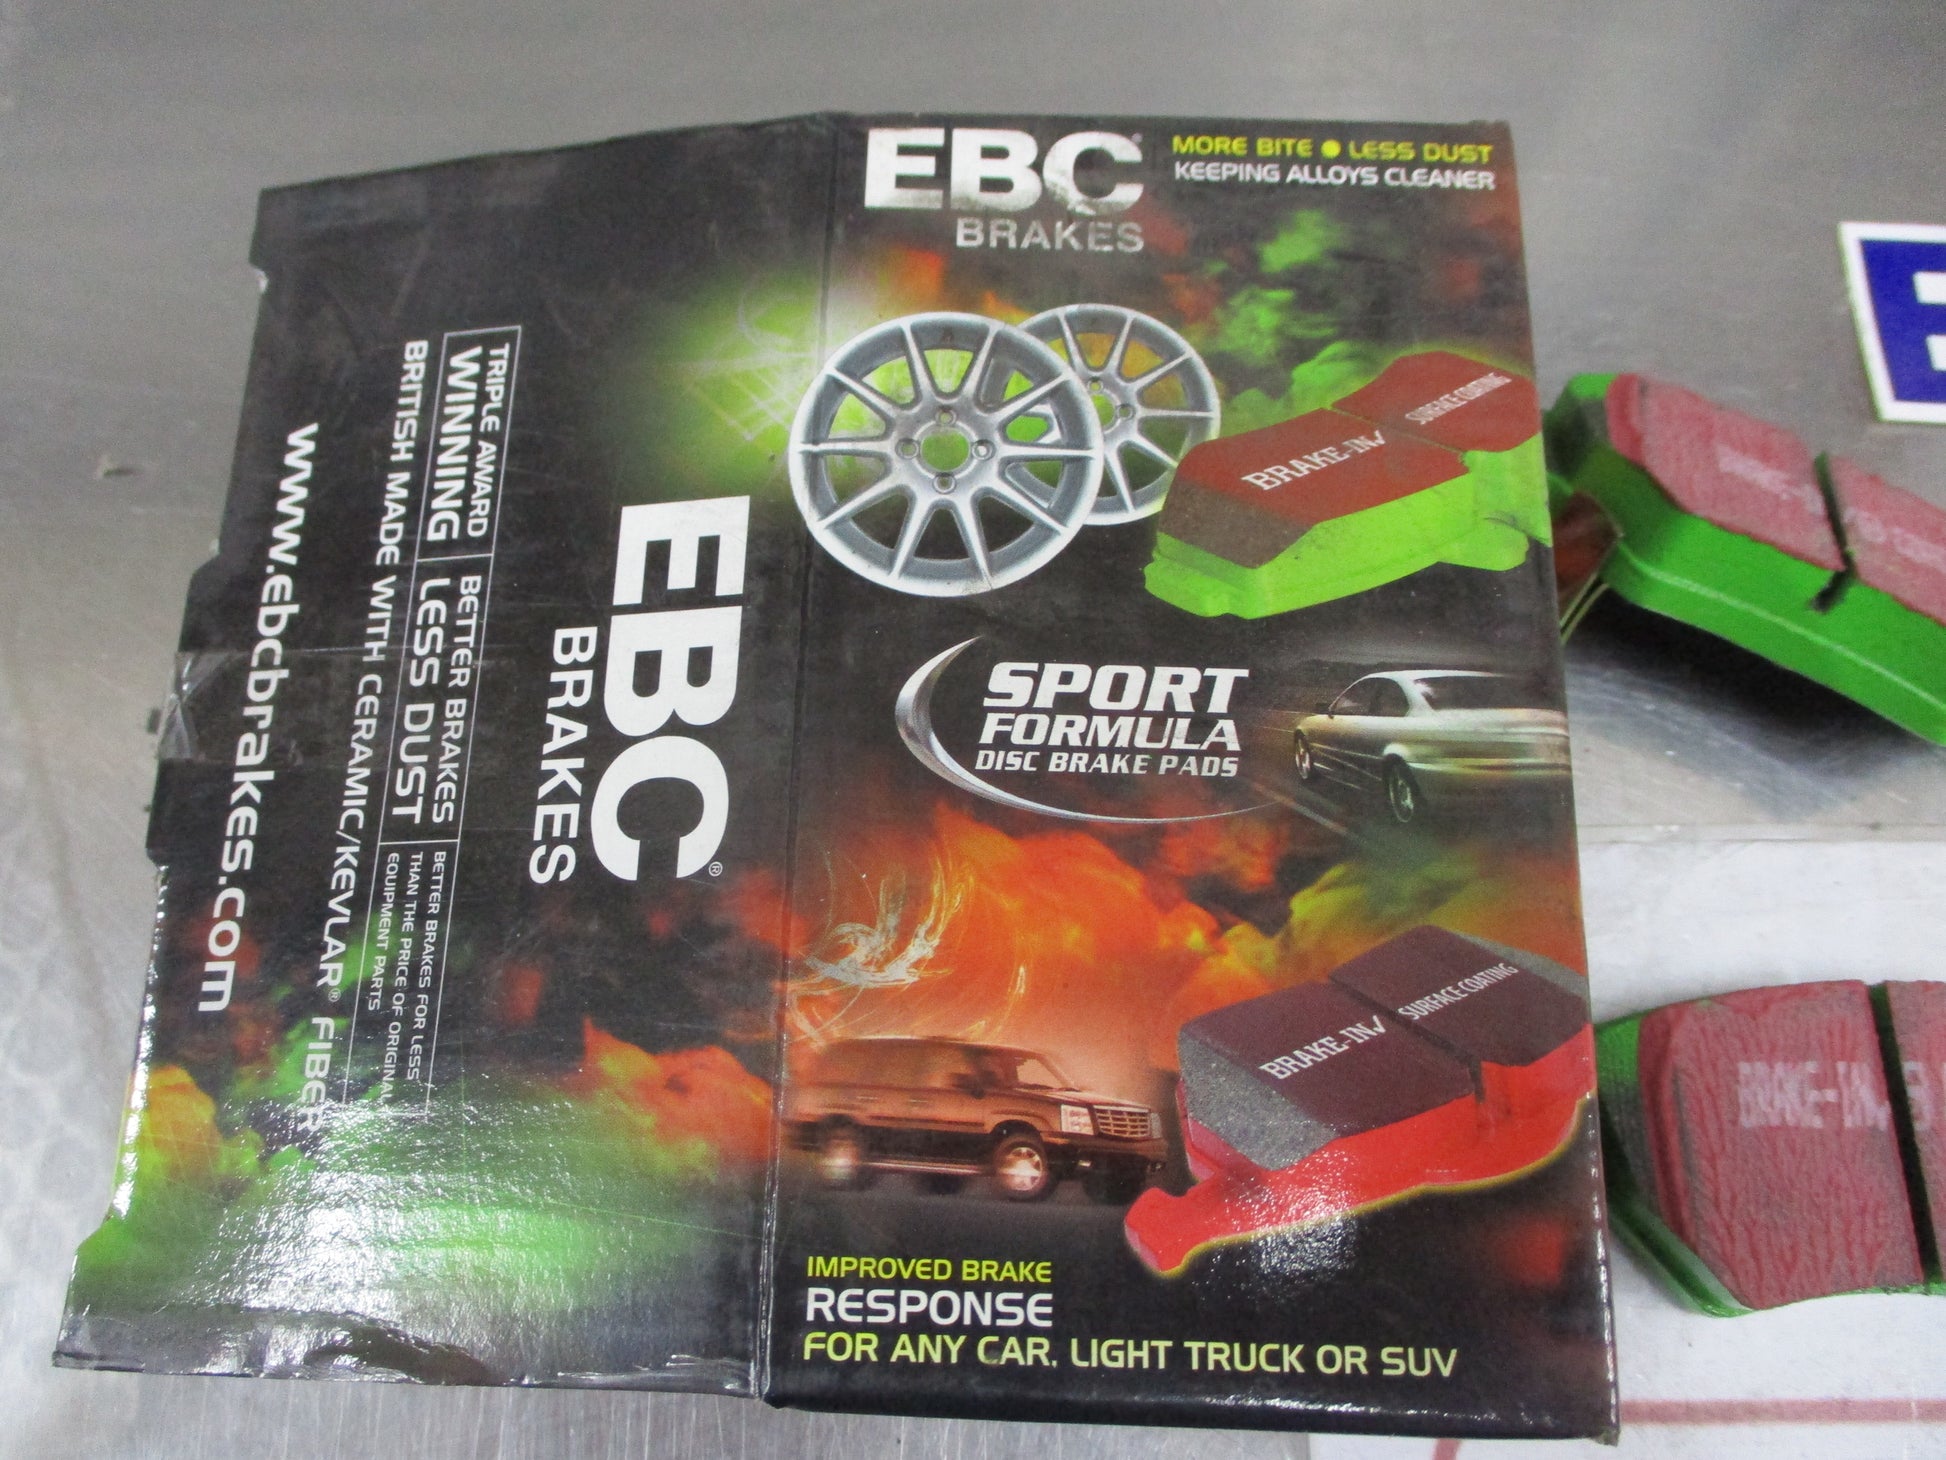 EBC
BRAKES
MORE BITE ● LESS DUST
KEEPING ALLOYS CLEANER
BRAKE-IN
SURFACE COATING
SPORT
FORMULA
DISC BRAKE PADS
BRAKE-IN
SURFACE COATING
IMPROVED BRAKE
RESPONSE
FOR ANY CAR, LIGHT TRUCK OR SUV
EBC®
BRAKES
TRIPLE AWARD
WINNING
BETTER BRAKES
LESS DUST
BETTER BRAKES FOR LESS
THAN THE PRICE OF ORIGINAL
EQUIPMENT PARTS
BRITISH MADE WITH CERAMIC/KEVLAR® FIBER
www.ebcbrakes.com
BRAKE-IN